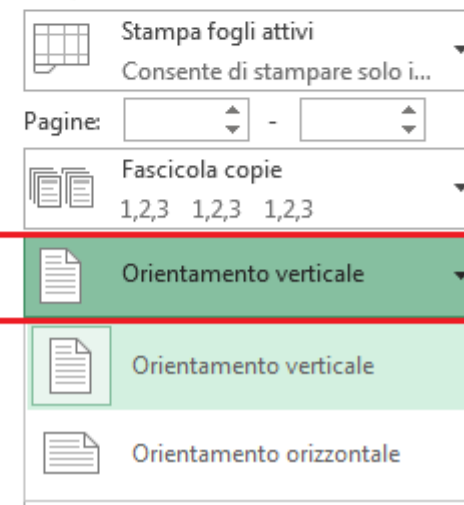 Stampa fogli attivi
Consente di stampare solo i...
Pagine: -
Fascicola copie
1,2,3 1,2,3 1,2,3
Orientamento verticale
Orientamento verticale
Orientamento orizzontale